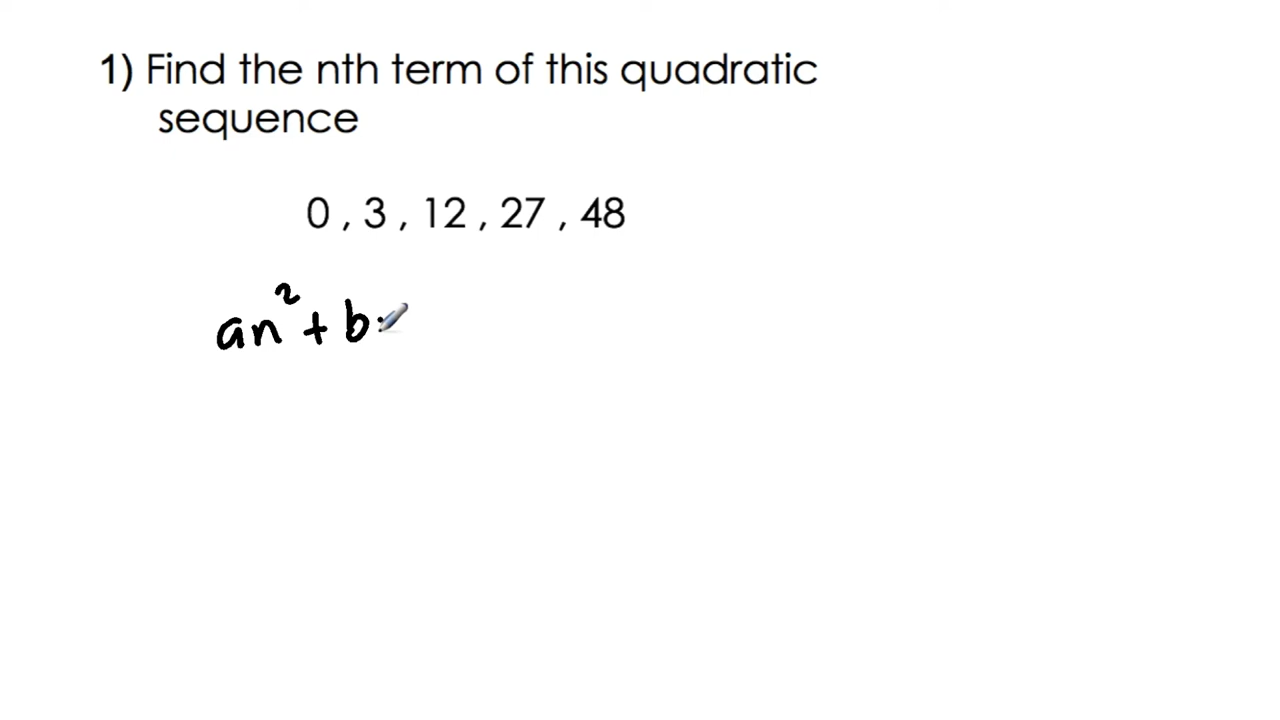 1) Find the nth term of this quadratic
sequence
0 , 3 , 12 , 27 , 48
an² + b